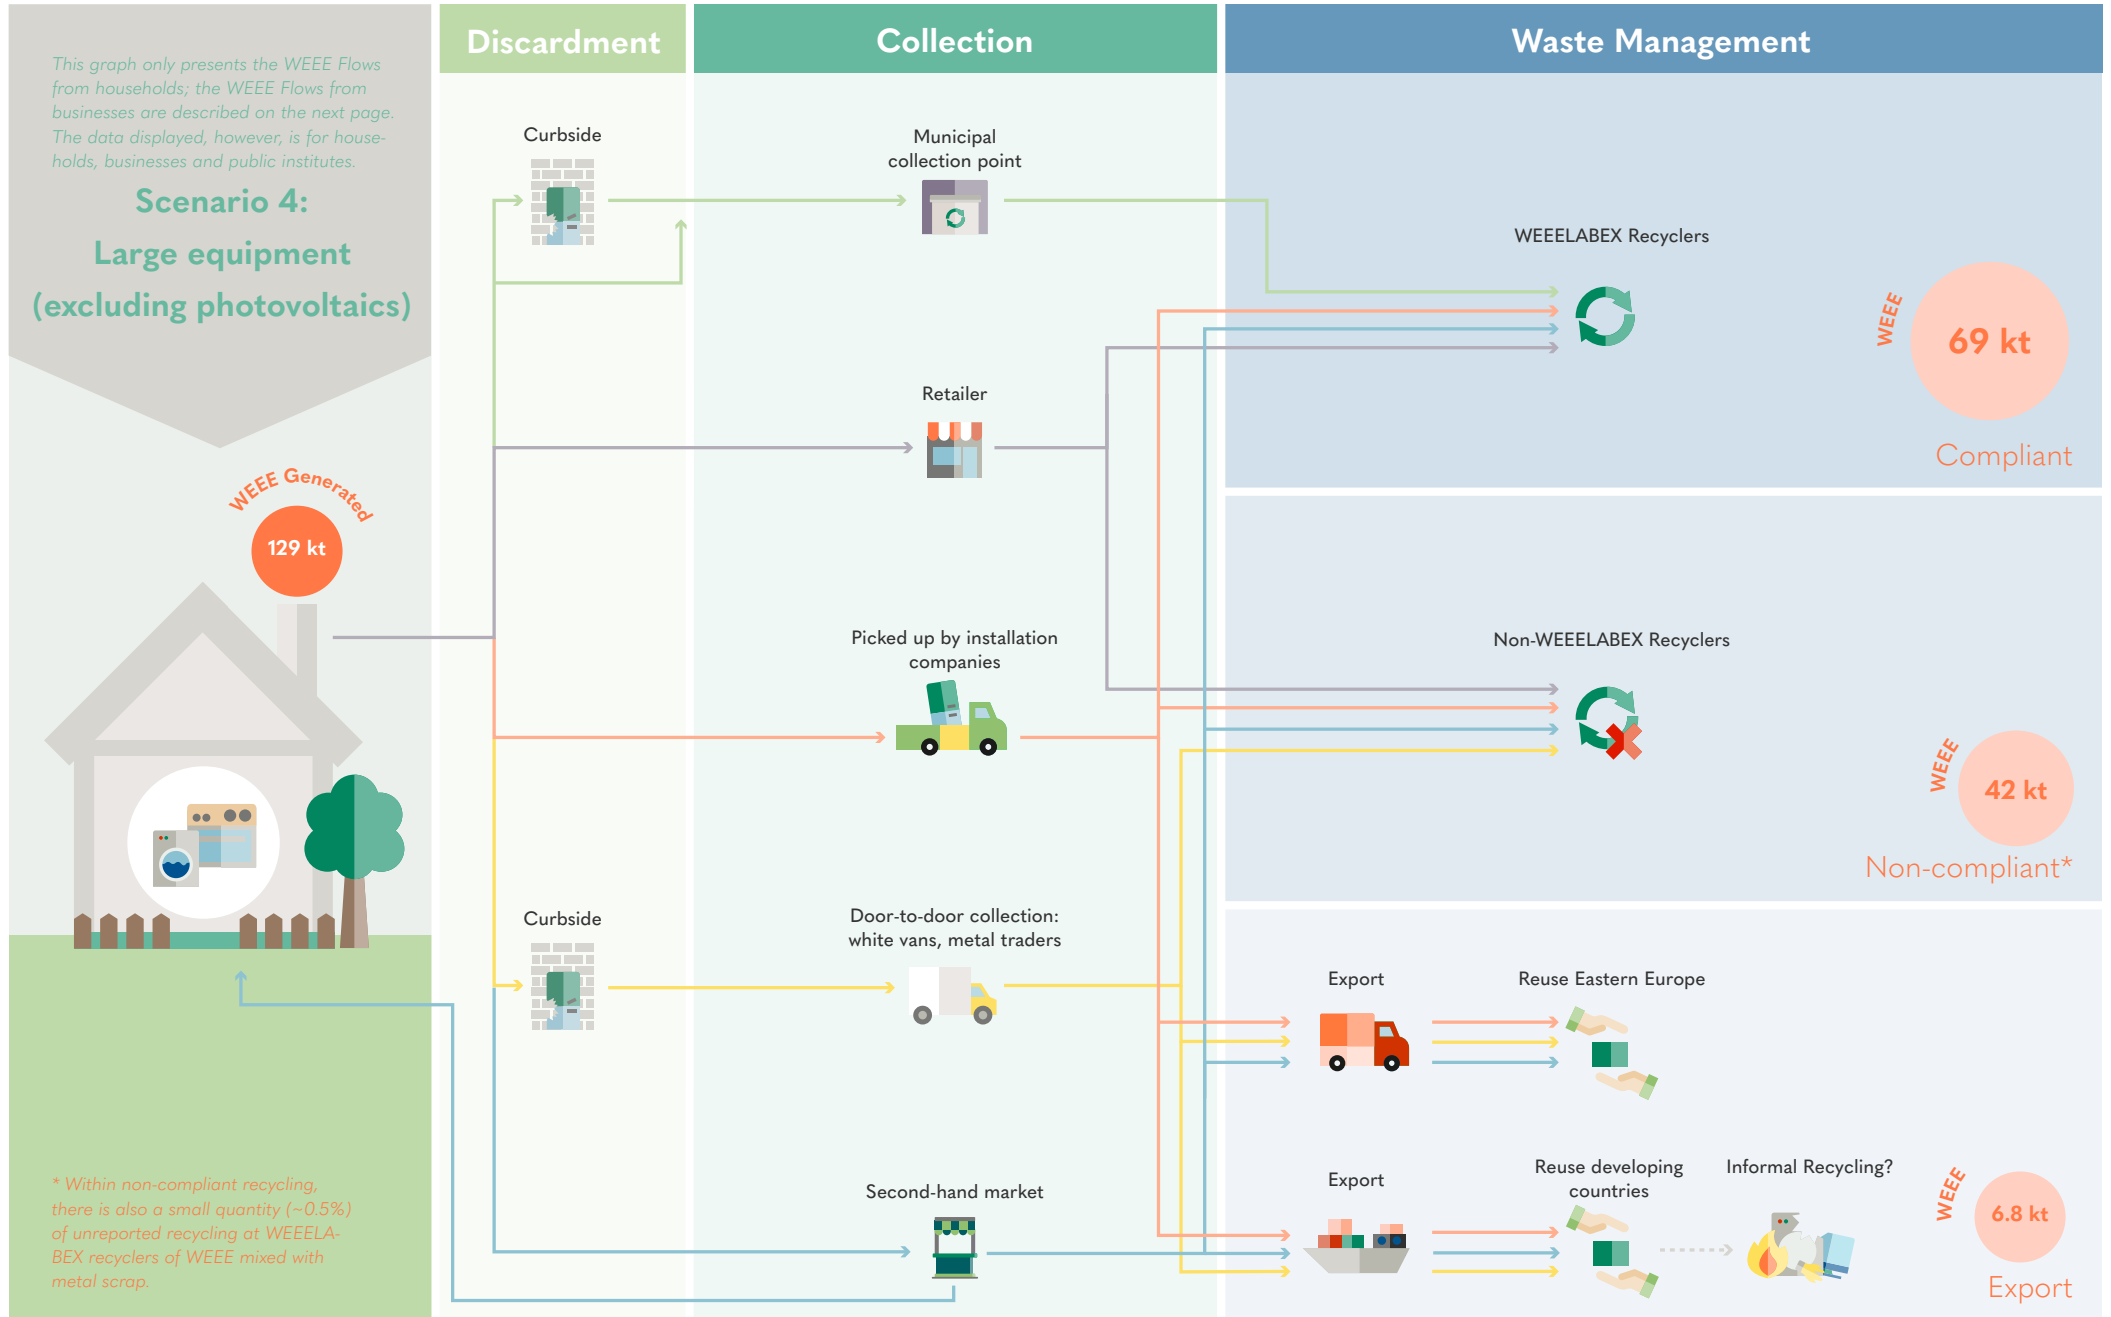 This graph only presents the WEEE Flows
from households; the WEEE Flows from
businesses are described on the next page.
The data displayed, however, is for house-
holds, businesses and public institutes.
Scenario 4:
Large equipment
(excluding photovoltaics)
WEEE Generated
129 kt
* Within non-compliant recycling,
there is also a small quantity (~0.5%)
of unreported recycling at WEEELA-
BEX recyclers of WEEE mixed with
metal scrap.
Discardment
Curbside
Curbside
Collection
Municipal
collection point
Retailer
Picked up by installation
companies
Door-to-door collection:
white vans, metal traders
Second-hand market
Waste Management
WEEELABEX Recyclers
WEEE
69 kt
Compliant
Non-WEEELABEX Recyclers
WEEE
42 kt
Non-compliant*
Export
Reuse Eastern Europe
Export
Reuse developing
countries
Informal Recycling?
WEEE
6.8 kt
Export